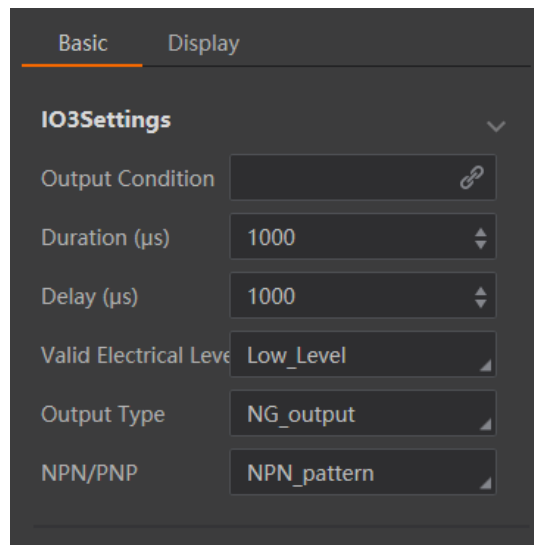 Basic Display
IO3Settings
Output Condition
Duration (μs) 1000
Delay (μs) 1000
Valid Electrical Leve Low_Level
Output Type NG_output
NPN/PNP NPN_pattern